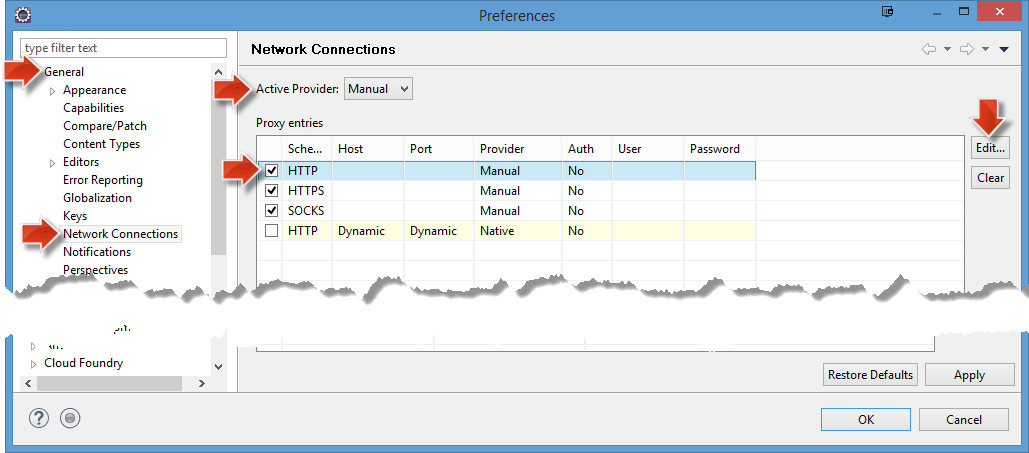 Preferences
type filter text
General
Appearance
Capabilities
Compare/Patch
Content Types
Editors
Error Reporting
Globalization
Keys
Network Connections
Notifications
Perspectives
Cloud Foundry
Network Connections
Active Provider: Manual
Proxy entries
Sche... Host Port Provider Auth User Password
HTTP Manual No
HTTPS Manual No
SOCKS Manual No
HTTP Dynamic Dynamic Native No
Edit...
Clear
Restore Defaults Apply
? OK Cancel